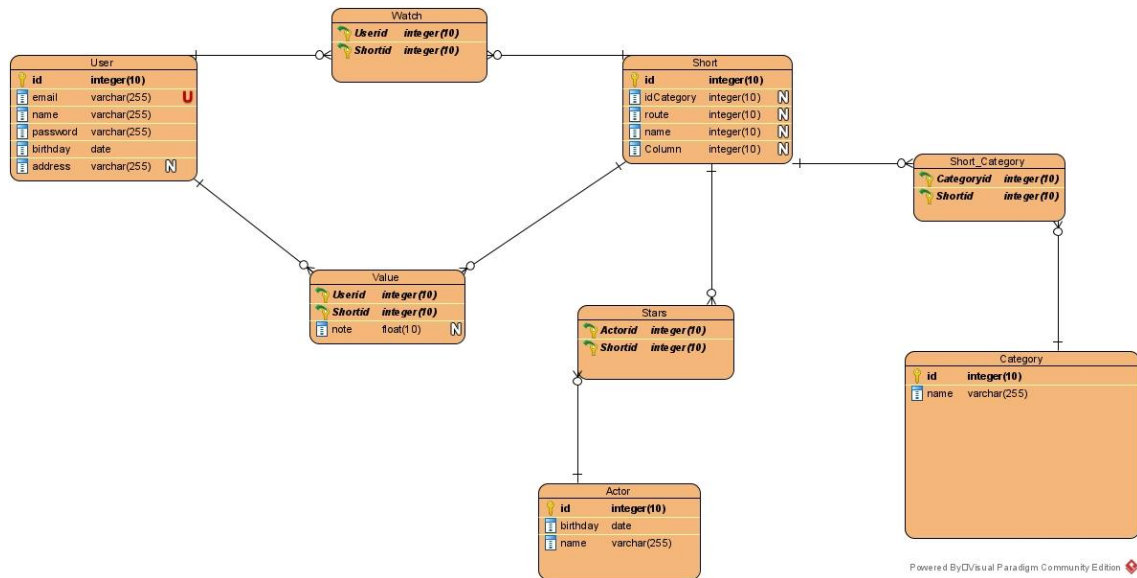 Watch
Userid integer(10)
Shortid integer(10)
User
id integer(10)
email varchar(255) U
name varchar(255)
password varchar(255)
birthday date
address varchar(255) N
Short
id integer(10)
idCategory integer(10) N
route integer(10) N
name integer(10) N
Column integer(10) N
Short_Category
Categoryid integer(10)
Shortid integer(10)
Value
Userid integer(10)
Shortid integer(10)
note float(10) N
Stars
Actorid integer(10)
Shortid integer(10)
Category
id integer(10)
name varchar(255)
Actor
id integer(10)
birthday date
name varchar(255)
Powered By□Visual Paradigm Community Edition